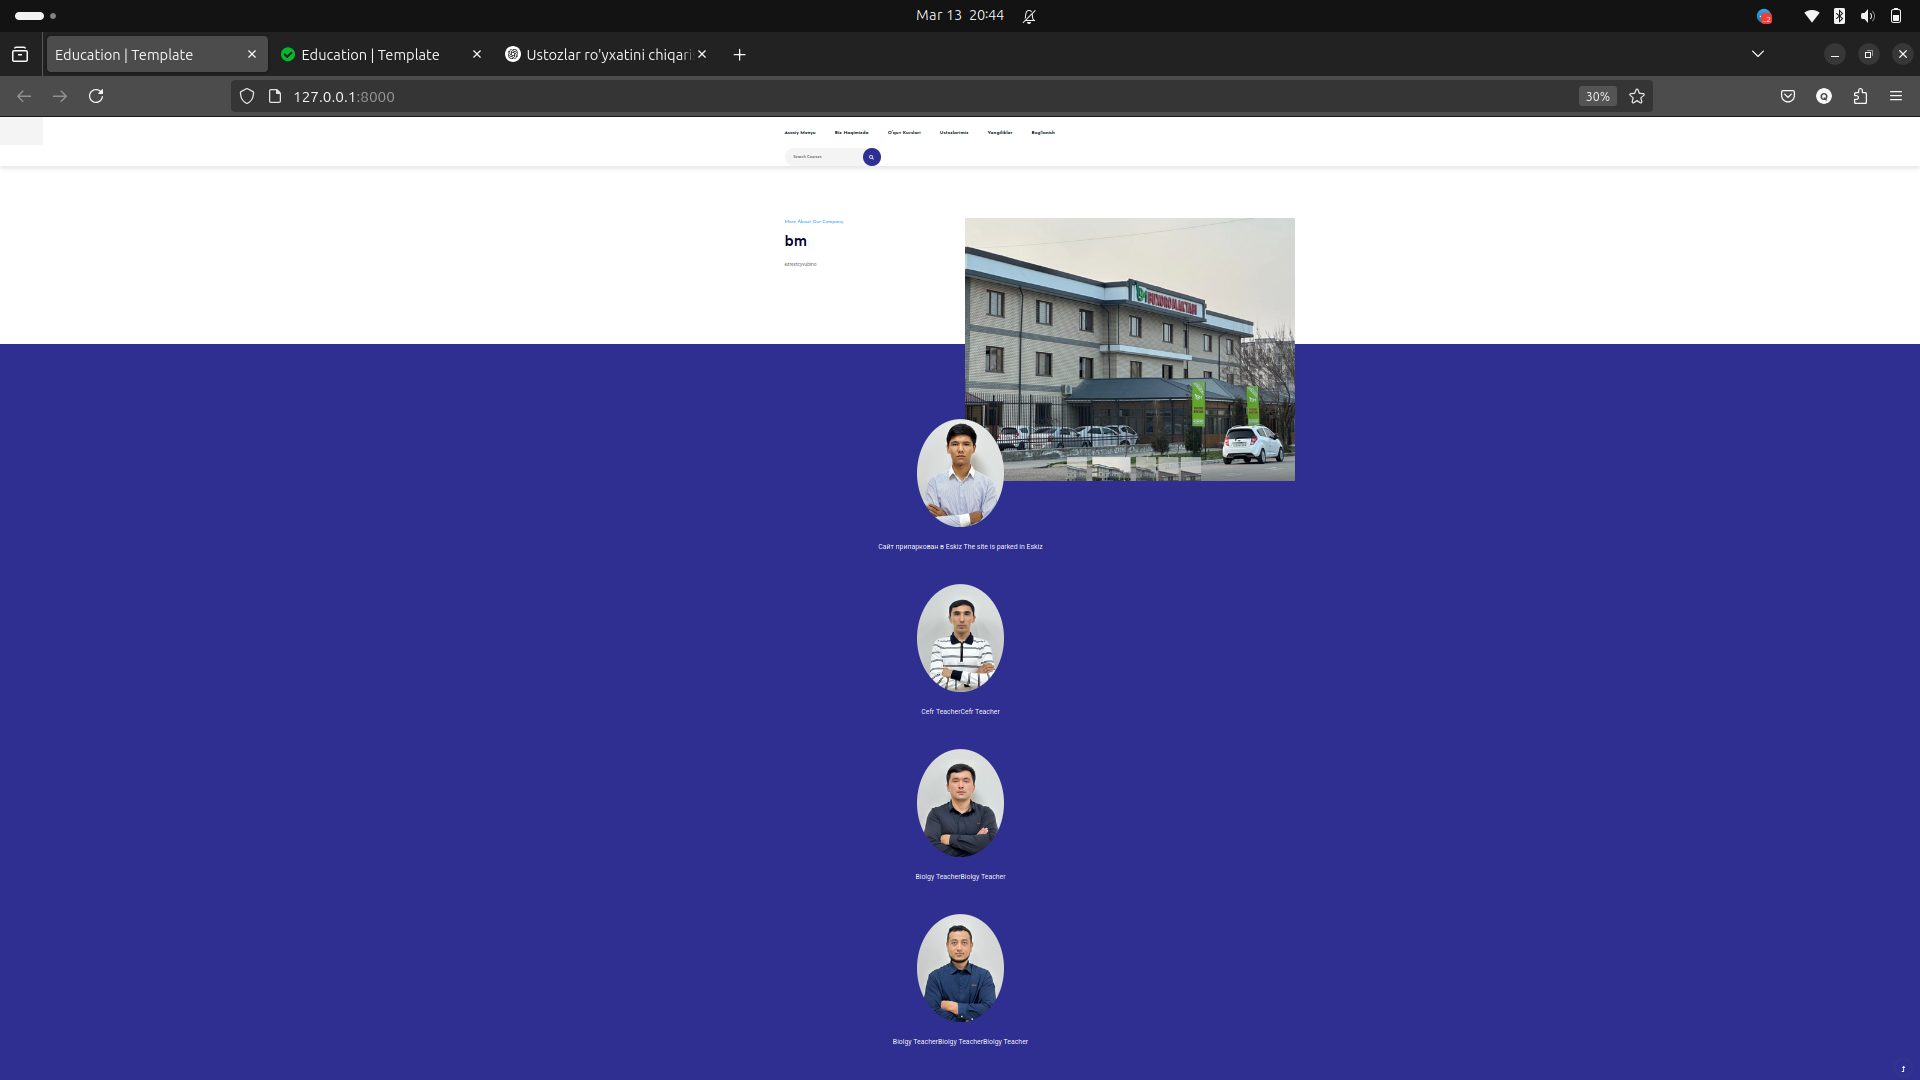 Mar 13 20:44
Education | Template
Education | Template
Ustozlar ro'yxatini chiqari
127.0.0.1:8000
30%
Asosiy Menyu
Biz Haqimizda
O'quv Kurslari
Ustozlarimiz
Yangiliklar
Bog'lanish
Search Courses
More About Our Company
bm
BUXORO MAKTABI
Сайт припаркован в Eskiz The site is parked in Eskiz
Cefr TeacherCefr Teacher
Biolgy TeacherBiolgy Teacher
Biolgy TeacherBiolgy TeacherBiolgy Teacher